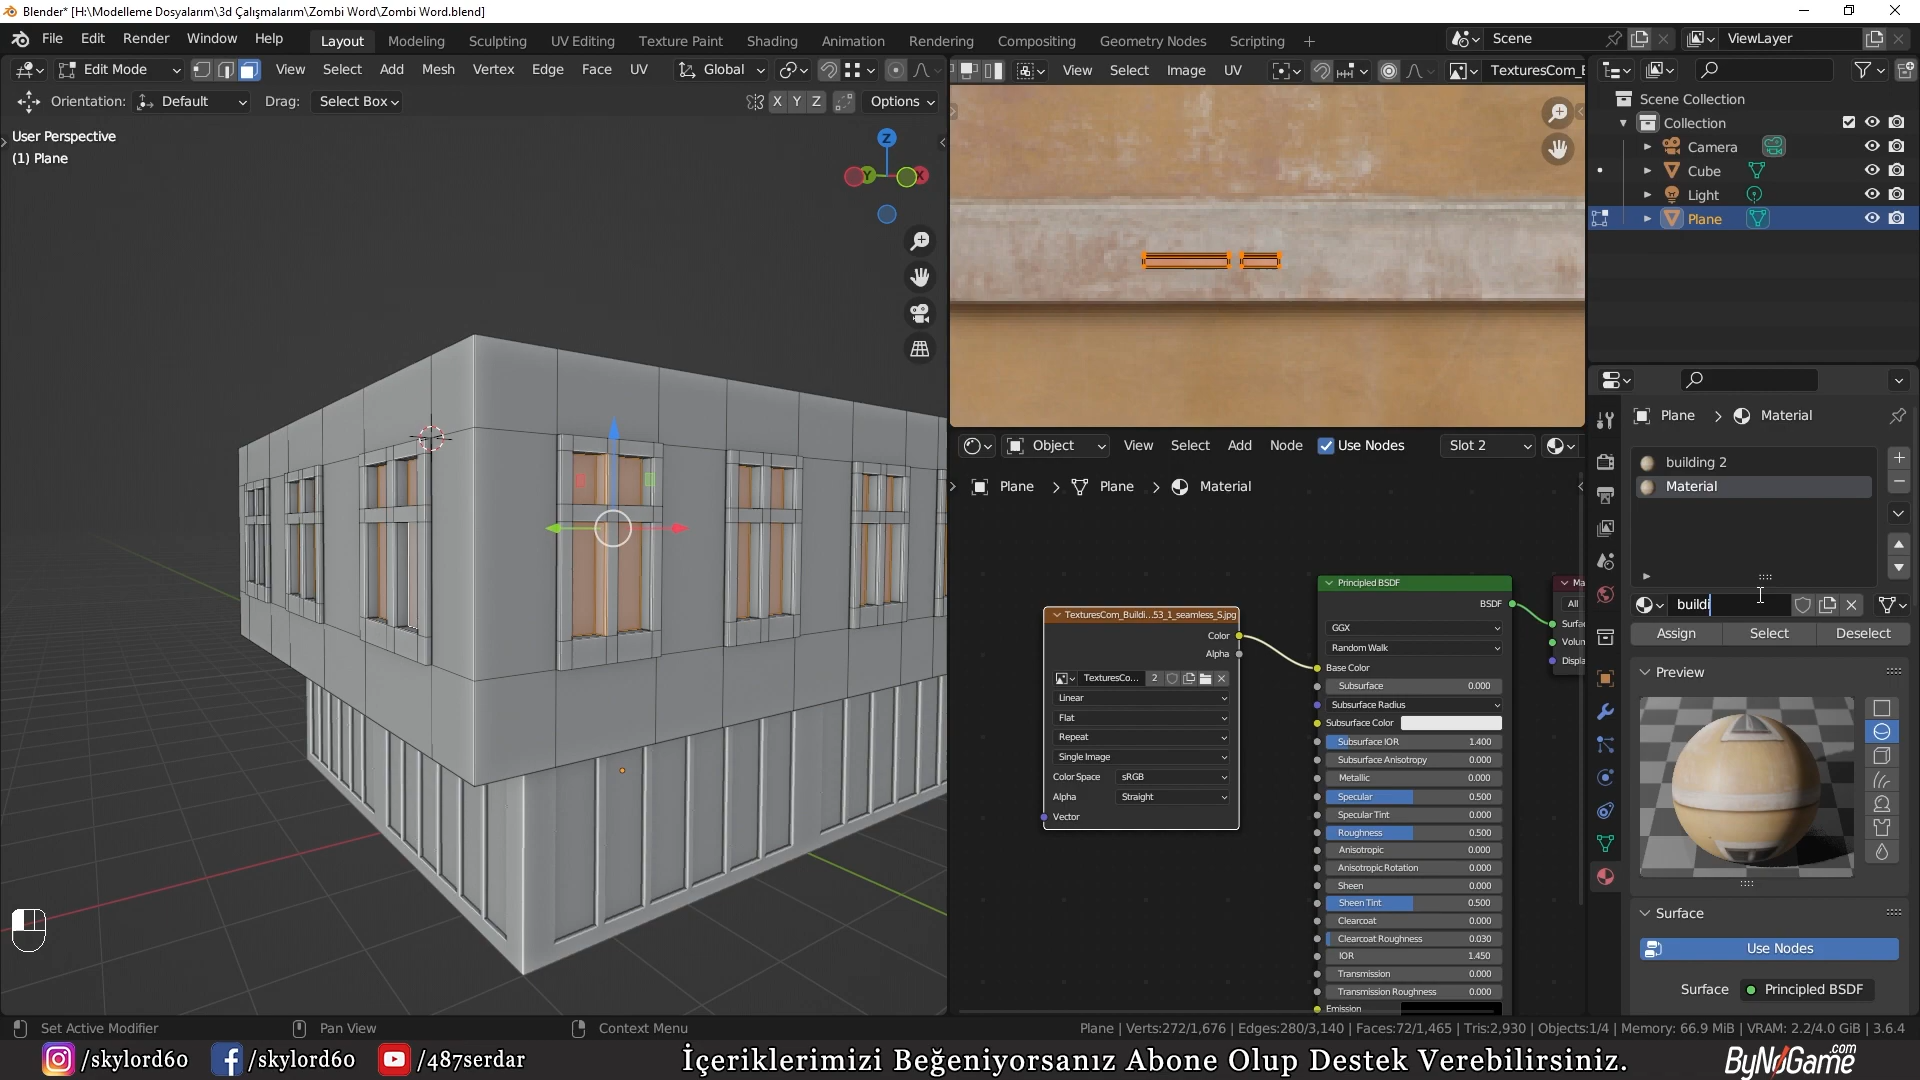 Blender* [H:\Modelleme Dosyalarım\3d Çalışmalarım\Zombi Word\Zombi Word.blend]
File Edit Render Window Help
Layout Modeling Sculpting UV Editing Texture Paint Shading Animation Rendering Compositing Geometry Nodes Scripting
Scene
ViewLayer
Edit Mode View Select Add Mesh Vertex Edge Face UV Global
View Select Image UV TexturesCom_B
Orientation: Default Drag: Select Box X Y Z Options
User Perspective
(1) Plane
Z
Y
X
Scene Collection
Collection
Camera
Cube
Light
Plane
Object View Select Add Node Use Nodes Slot 2
Plane > Plane > Material
TexturesCom_Buildi...53_1_seamless_S.jpg
Color
Alpha
TexturesCo... 2
Linear
Flat
Repeat
Single Image
Color Space sRGB
Alpha Straight
Vector
Principled BSDF
BSDF
GGX
Random Walk
Base Color
Subsurface 0.000
Subsurface Radius
Subsurface Color
Subsurface IOR 1.400
Subsurface Anisotropy 0.000
Metallic 0.000
Specular 0.500
Specular Tint 0.000
Roughness 0.500
Anisotropic 0.000
Anisotropic Rotation 0.000
Sheen 0.000
Sheen Tint 0.500
Clearcoat 0.000
Clearcoat Roughness 0.030
IOR 1.450
Transmission 0.000
Transmission Roughness 0.000
Emission
Ma
All
Surfac
Volun
Displa
Plane > Material
building 2
Material
buildi
Assign Select Deselect
Preview
Surface
Use Nodes
Surface Principled BSDF
Set Active Modifier Pan View Context Menu
Plane | Verts:272/1,676 | Edges:280/3,140 | Faces:72/1,465 | Tris:2,930 | Objects:1/4 | Memory: 66.9 MiB | VRAM: 2.2/4.0 GiB | 3.6.4
/skylord60 /skylord60 /487serdar İçeriklerimizi Beğeniyorsanız Abone Olup Destek Verebilirsiniz. ByNoGame.com